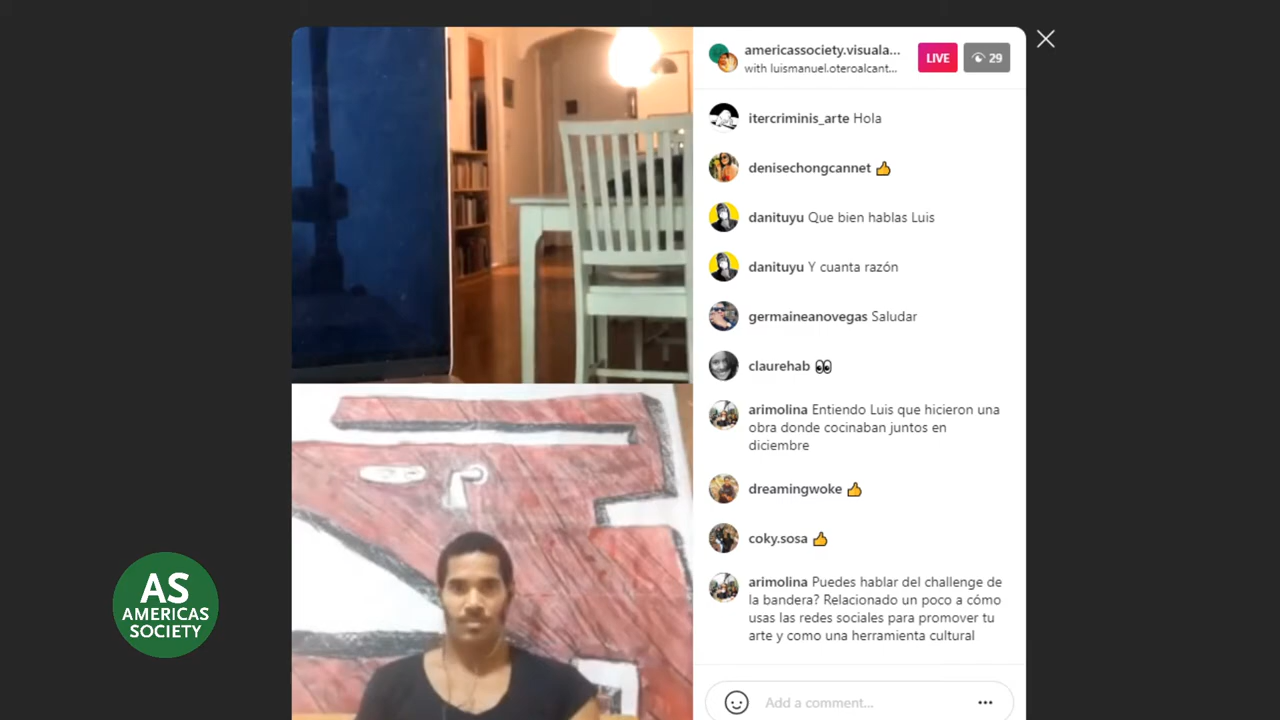 americassociety.visuala...
with luismanuel.oteroalcant...
LIVE
29
itercriminis_arte Hola
denisechongcannet 👍
danituyu Que bien hablas Luis
danituyu Y cuanta razón
germaineanovegas Saludar
claurehab 👀
arimolina Entiendo Luis que hicieron una
obra donde cocinaban juntos en
diciembre
dreamingwoke 👍
coky.sosa 👍
arimolina Puedes hablar del challenge de
la bandera? Relacionado un poco a cómo
usas las redes sociales para promover tu
arte y como una herramienta cultural
Add a comment...
AS
AMERICAS
SOCIETY